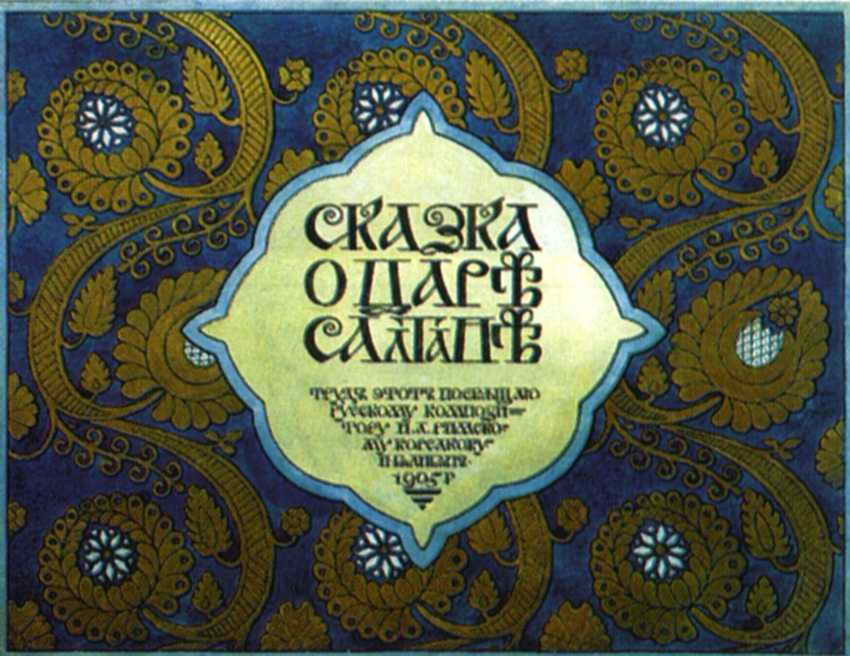 СКАЗКА
О ЦАРѢ
САЛТАНѢ
ТРУДЪ ЭТОТЪ ПОСВЯЩАЮ
РУССКОМУ КОМПОЗИ=
ТОРУ Н.А. РИМСКО-
МУ КОРСАКОВУ
И. БИЛИБИНЪ.
1905 Г